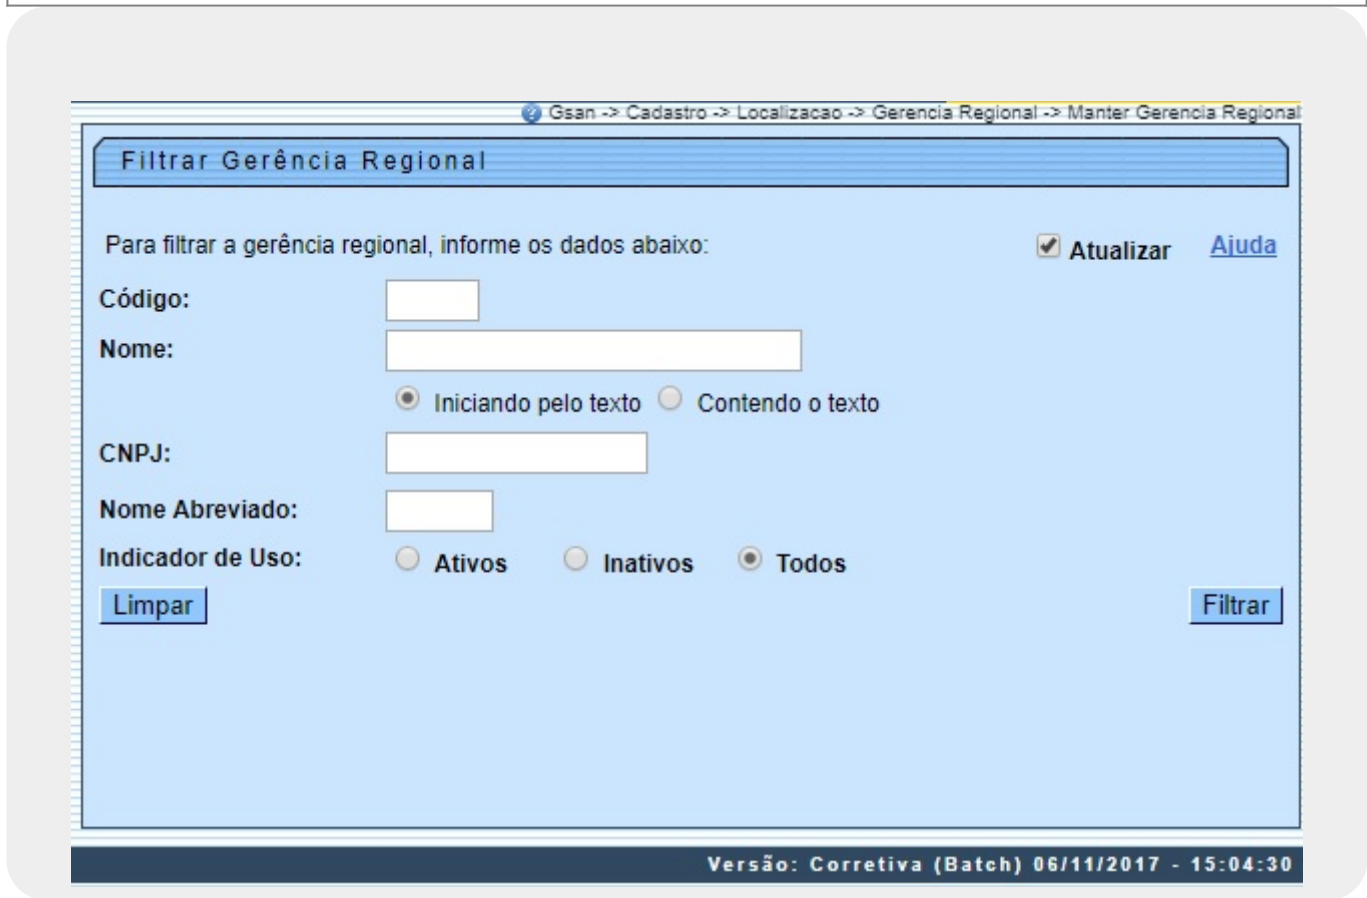 Gsan -> Cadastro -> Localizacao -> Gerencia Regional -> Manter Gerencia Regional
Filtrar Gerência Regional
Para filtrar a gerência regional, informe os dados abaixo:
Atualizar Ajuda
Código:
Nome:
Iniciando pelo texto Contendo o texto
CNPJ:
Nome Abreviado:
Indicador de Uso: Ativos Inativos Todos
Limpar Filtrar
Versão: Corretiva (Batch) 06/11/2017 - 15:04:30